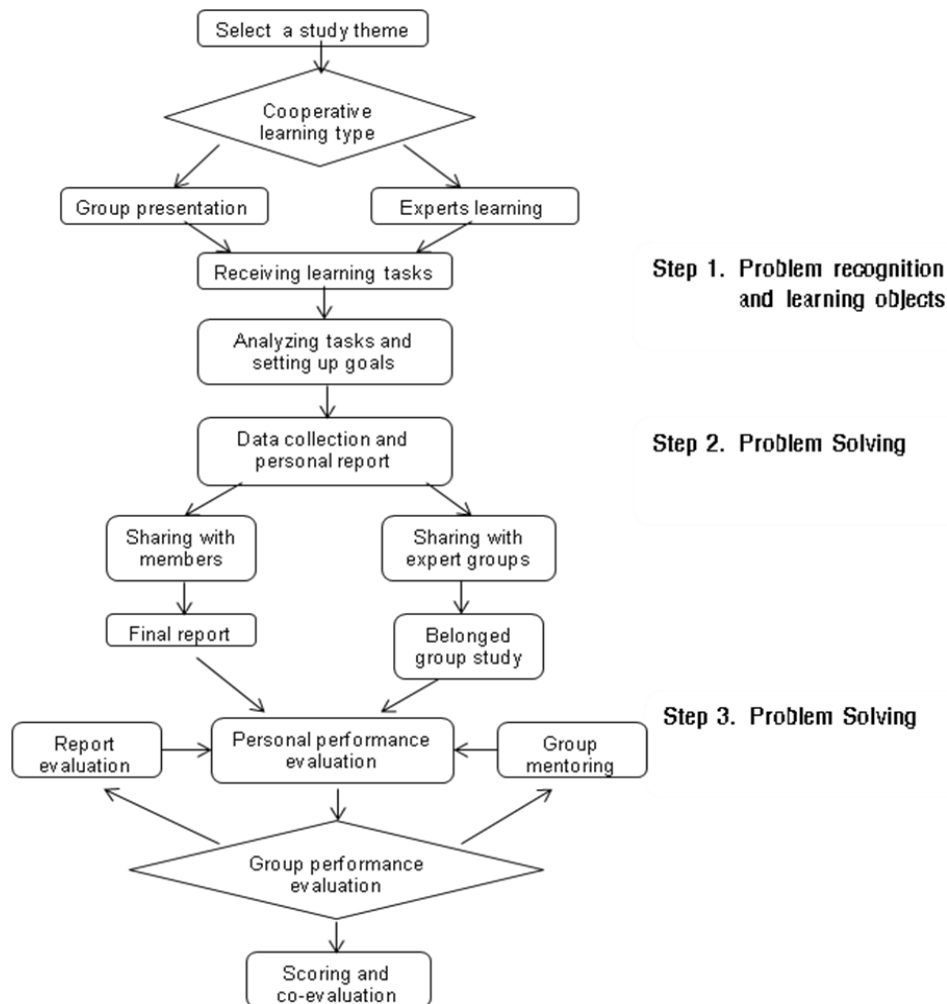 Select a study theme
Cooperative
learning type
Group presentation
Experts learning
Receiving learning tasks
Step 1. Problem recognition
and learning objects
Analyzing tasks and
setting up goals
Data collection and
personal report
Step 2. Problem Solving
Sharing with
members
Sharing with
expert groups
Final report
Belonged
group study
Step 3. Problem Solving
Report
evaluation
Personal performance
evaluation
Group
mentoring
Group performance
evaluation
Scoring and
co-evaluation